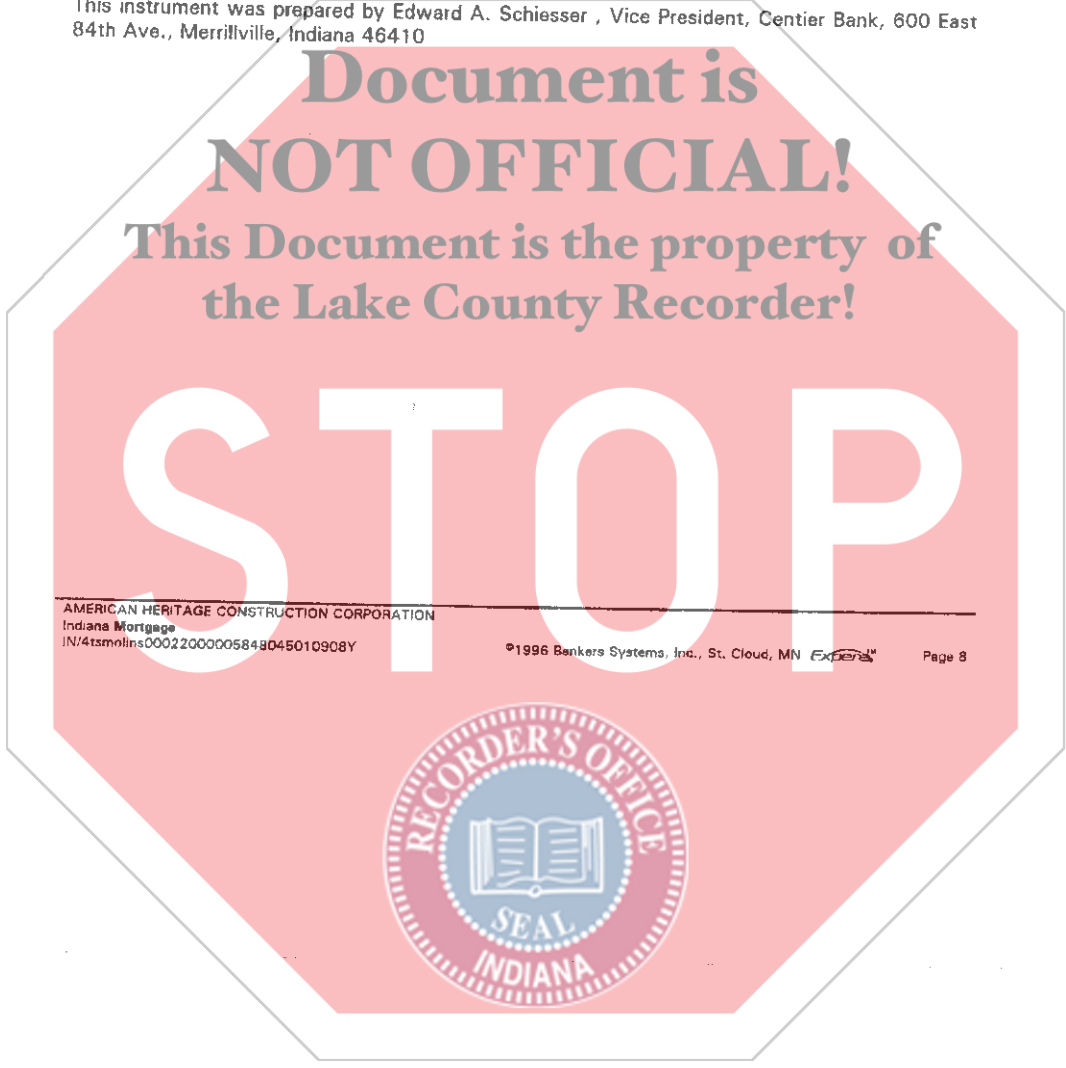 This instrument was prepared by Edward A. Schiesser , Vice President, Centier Bank, 600 East
84th Ave., Merrillville, Indiana 46410
Document is
NOT OFFICIAL!
This Document is the property of
the Lake County Recorder!
STOP
AMERICAN HERITAGE CONSTRUCTION CORPORATION
Indiana Mortgage
IN/4tsmolins00022000005848045010908Y
©1996 Bankers Systems, Inc., St. Cloud, MN Expere™ Page 8
RECORDER'S OFFICE
SEAL
INDIANA